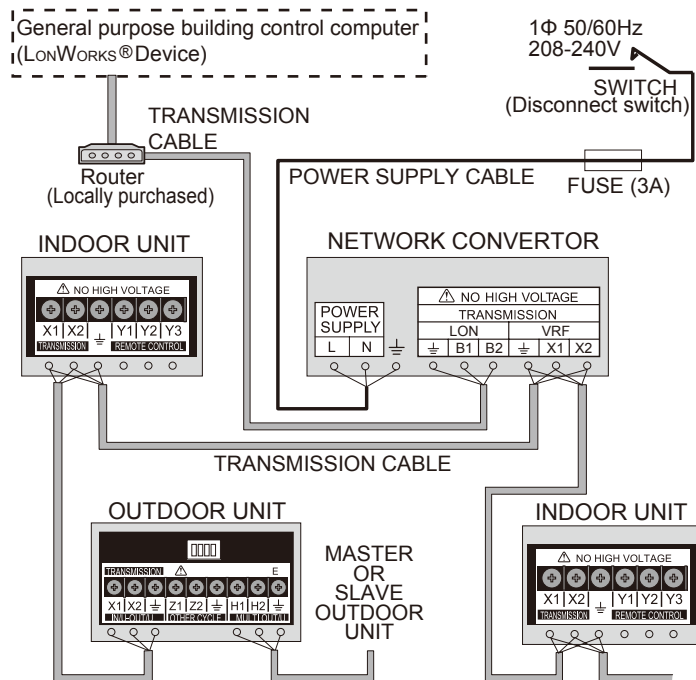 General purpose building control computer
(LONWORKS®Device)
1Φ 50/60Hz
208-240V
SWITCH
(Disconnect switch)
TRANSMISSION
CABLE
Router
(Locally purchased)
POWER SUPPLY CABLE
FUSE (3A)
INDOOR UNIT
⚠ NO HIGH VOLTAGE
X1 X2 ⏚ Y1 Y2 Y3
TRANSMISSION REMOTE CONTROL
NETWORK CONVERTOR
POWER
SUPPLY
L N ⏚
⚠ NO HIGH VOLTAGE
TRANSMISSION
LON VRF
⏚ B1 B2 ⏚ X1 X2
TRANSMISSION CABLE
OUTDOOR UNIT
TRANSMISSION ⚠ E
X1 X2 ⏚ Z1 Z2 ⏚ H1 H2 ⏚
IN/U-OUT/U OTHER CYCLE MULTI OUT/U
MASTER
OR
SLAVE
OUTDOOR
UNIT
INDOOR UNIT
⚠ NO HIGH VOLTAGE
X1 X2 ⏚ Y1 Y2 Y3
TRANSMISSION REMOTE CONTROL